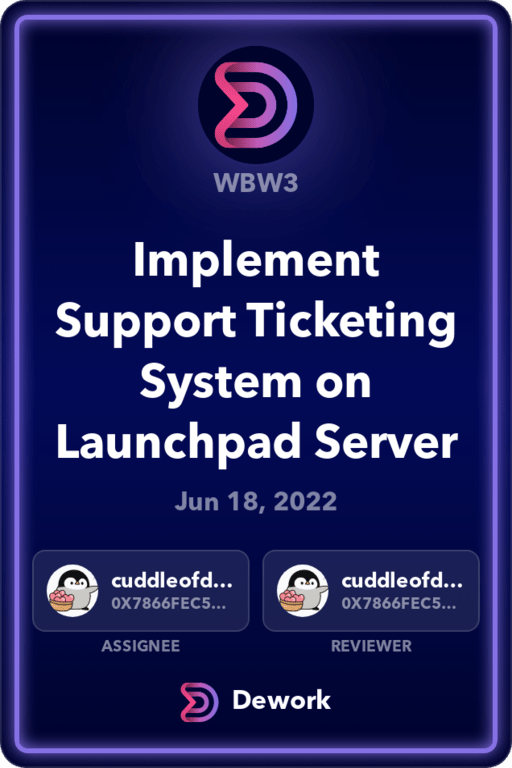 WBW3
Implement
Support Ticketing
System on
Launchpad Server
Jun 18, 2022
cuddleofd...
0X7866FEC5...
ASSIGNEE
cuddleofd...
0X7866FEC5...
REVIEWER
Dework